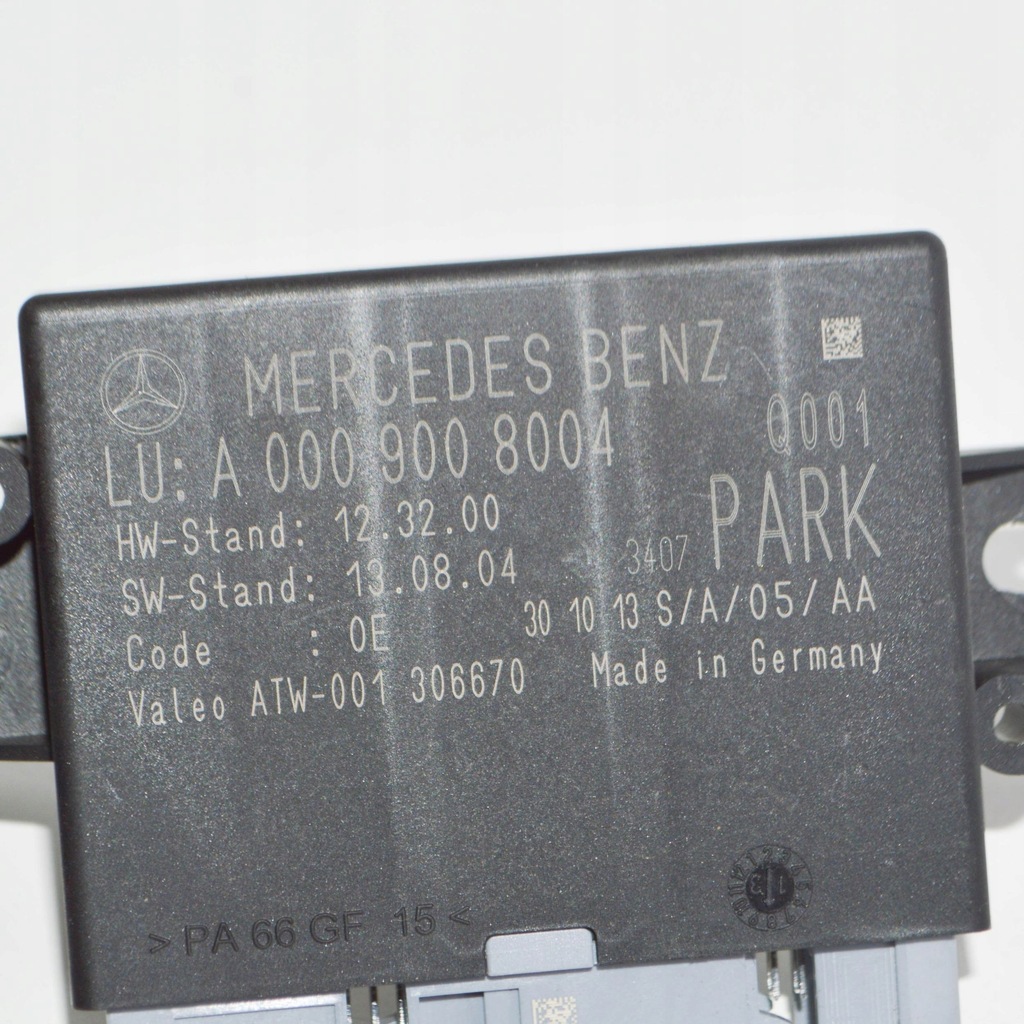 MERCEDES BENZ
LU: A 000 900 8004 Q001
HW-Stand: 12.32.00
3407 PARK
SW-Stand: 13.08.04
Code : 0E 30 10 13 S/A/05/AA
Valeo ATW-001 306670 Made in Germany
>PA 66 GF 15<